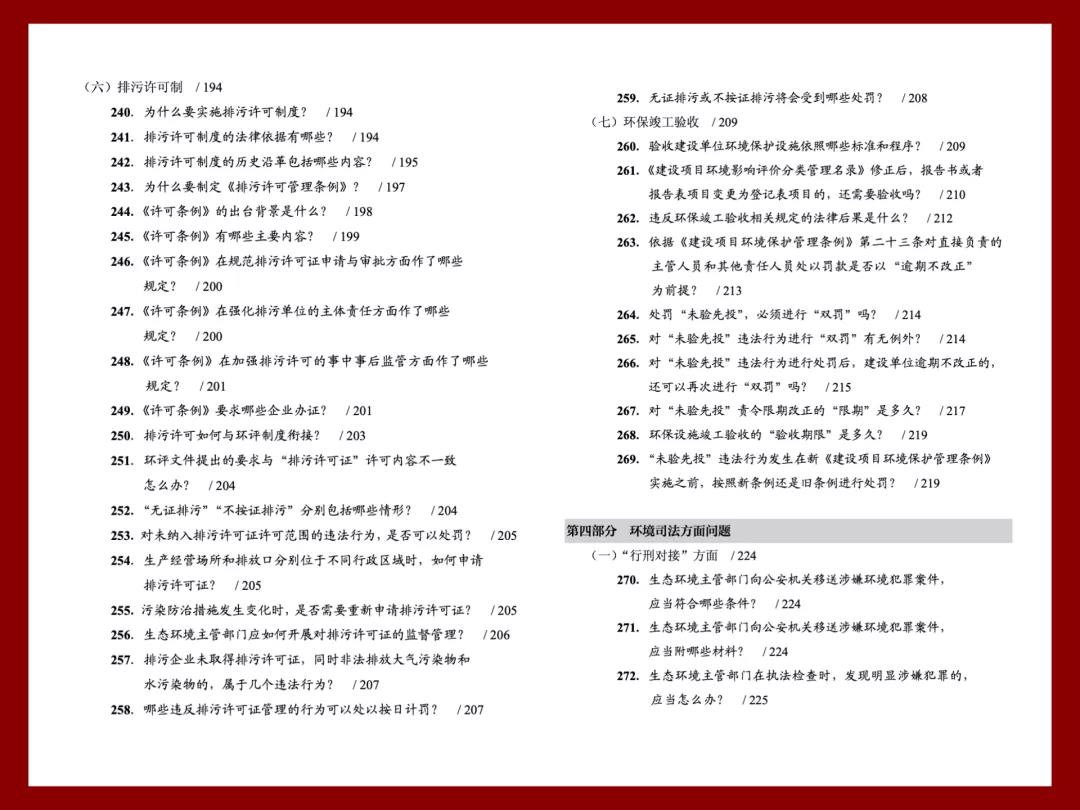 （六）排污许可制 / 194
240. 为什么要实施排污许可制度？ / 194
241. 排污许可制度的法律依据有哪些？ / 194
242. 排污许可制度的历史沿革包括哪些内容？ / 195
243. 为什么要制定《排污许可管理条例》？ / 197
244.《许可条例》的出台背景是什么？ / 198
245.《许可条例》有哪些主要内容？ / 199
246.《许可条例》在规范排污许可证申请与审批方面作了哪些
规定？ / 200
247.《许可条例》在强化排污单位的主体责任方面作了哪些
规定？ / 200
248.《许可条例》在加强排污许可的事中事后监管方面作了哪些
规定？ / 201
249.《许可条例》要求哪些企业办证？ / 201
250. 排污许可如何与环评制度衔接？ / 203
251. 环评文件提出的要求与“排污许可证”许可内容不一致
怎么办？ / 204
252. “无证排污”“不按证排污”分别包括哪些情形？ / 204
253. 对未纳入排污许可证许可范围的违法行为，是否可以处罚？ / 205
254. 生产经营场所和排放口分别位于不同行政区域时，如何申请
排污许可证？ / 205
255. 污染防治措施发生变化时，是否需要重新申请排污许可证？ / 205
256. 生态环境主管部门应如何开展对排污许可证的监督管理？ / 206
257. 排污企业未取得排污许可证，同时非法排放大气污染物和
水污染物的，属于几个违法行为？ / 207
258. 哪些违反排污许可证管理的行为可以处以按日计罚？ / 207
259. 无证排污或不按证排污将会受到哪些处罚？ / 208
（七）环保竣工验收 / 209
260. 验收建设单位环境保护设施依照哪些标准和程序？ / 209
261.《建设项目环境影响评价分类管理名录》修正后，报告书或者
报告表项目变更为登记表项目的，还需要验收吗？ / 210
262. 违反环保竣工验收相关规定的法律后果是什么？ / 212
263. 依据《建设项目环境保护管理条例》第二十三条对直接负责的
主管人员和其他责任人员处以罚款是否以“逾期不改正”
为前提？ / 213
264. 处罚“未验先投”，必须进行“双罚”吗？ / 214
265. 对“未验先投”违法行为进行“双罚”有无例外？ / 214
266. 对“未验先投”违法行为进行处罚后，建设单位逾期不改正的，
还可以再次进行“双罚”吗？ / 215
267. 对“未验先投”责令限期改正的“限期”是多久？ / 217
268. 环保设施竣工验收的“验收期限”是多久？ / 219
269. “未验先投”违法行为发生在新《建设项目环境保护管理条例》
实施之前，按照新条例还是旧条例进行处罚？ / 219
第四部分 环境司法方面问题
（一）“行刑对接”方面 / 224
270. 生态环境主管部门向公安机关移送涉嫌环境犯罪案件，
应当符合哪些条件？ / 224
271. 生态环境主管部门向公安机关移送涉嫌环境犯罪案件，
应当附哪些材料？ / 224
272. 生态环境主管部门在执法检查时，发现明显涉嫌犯罪的，
应当怎么办？ / 225